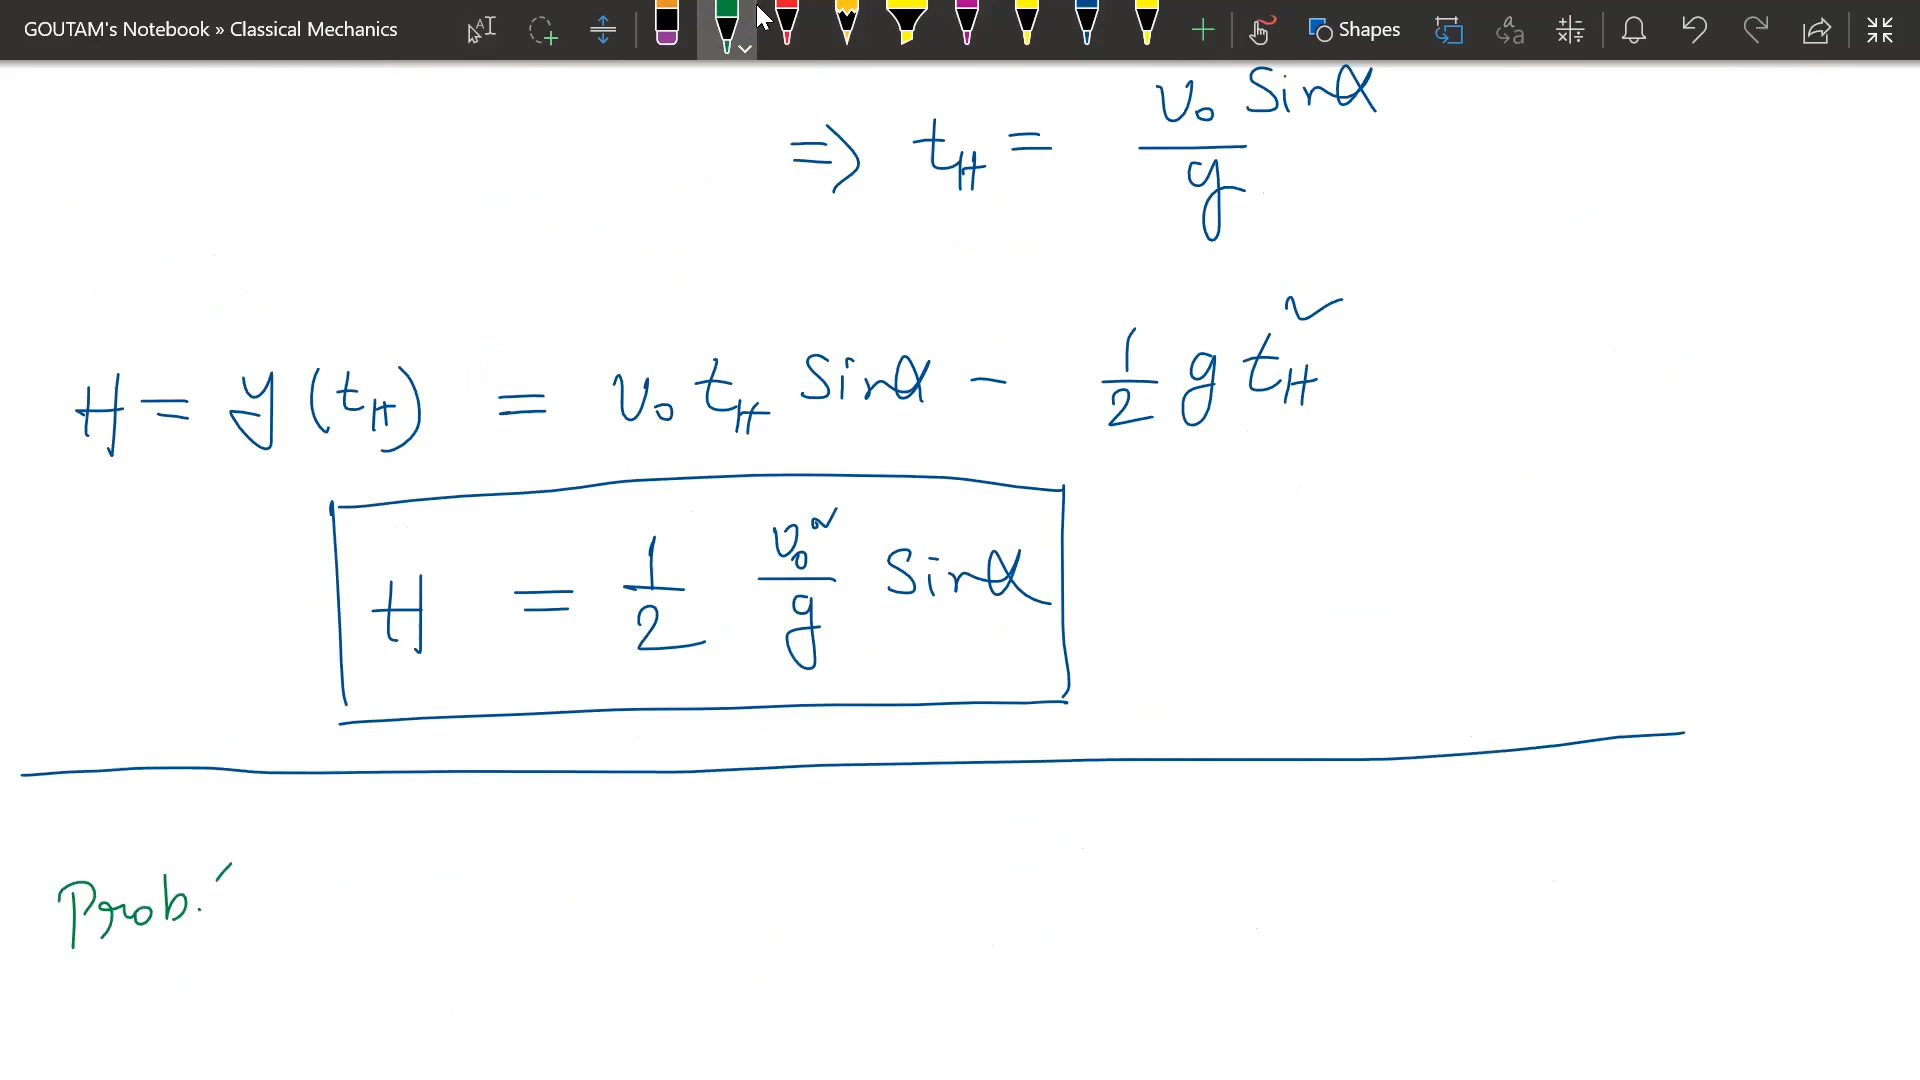 GOUTAM's Notebook » Classical Mechanics
Shapes
=> t_H = v₀ Sinα / g
H = y(t_H) = v₀ t_H Sinα - 1/2 g t_H²
H = 1/2 v₀²/g Sinα
Prob.